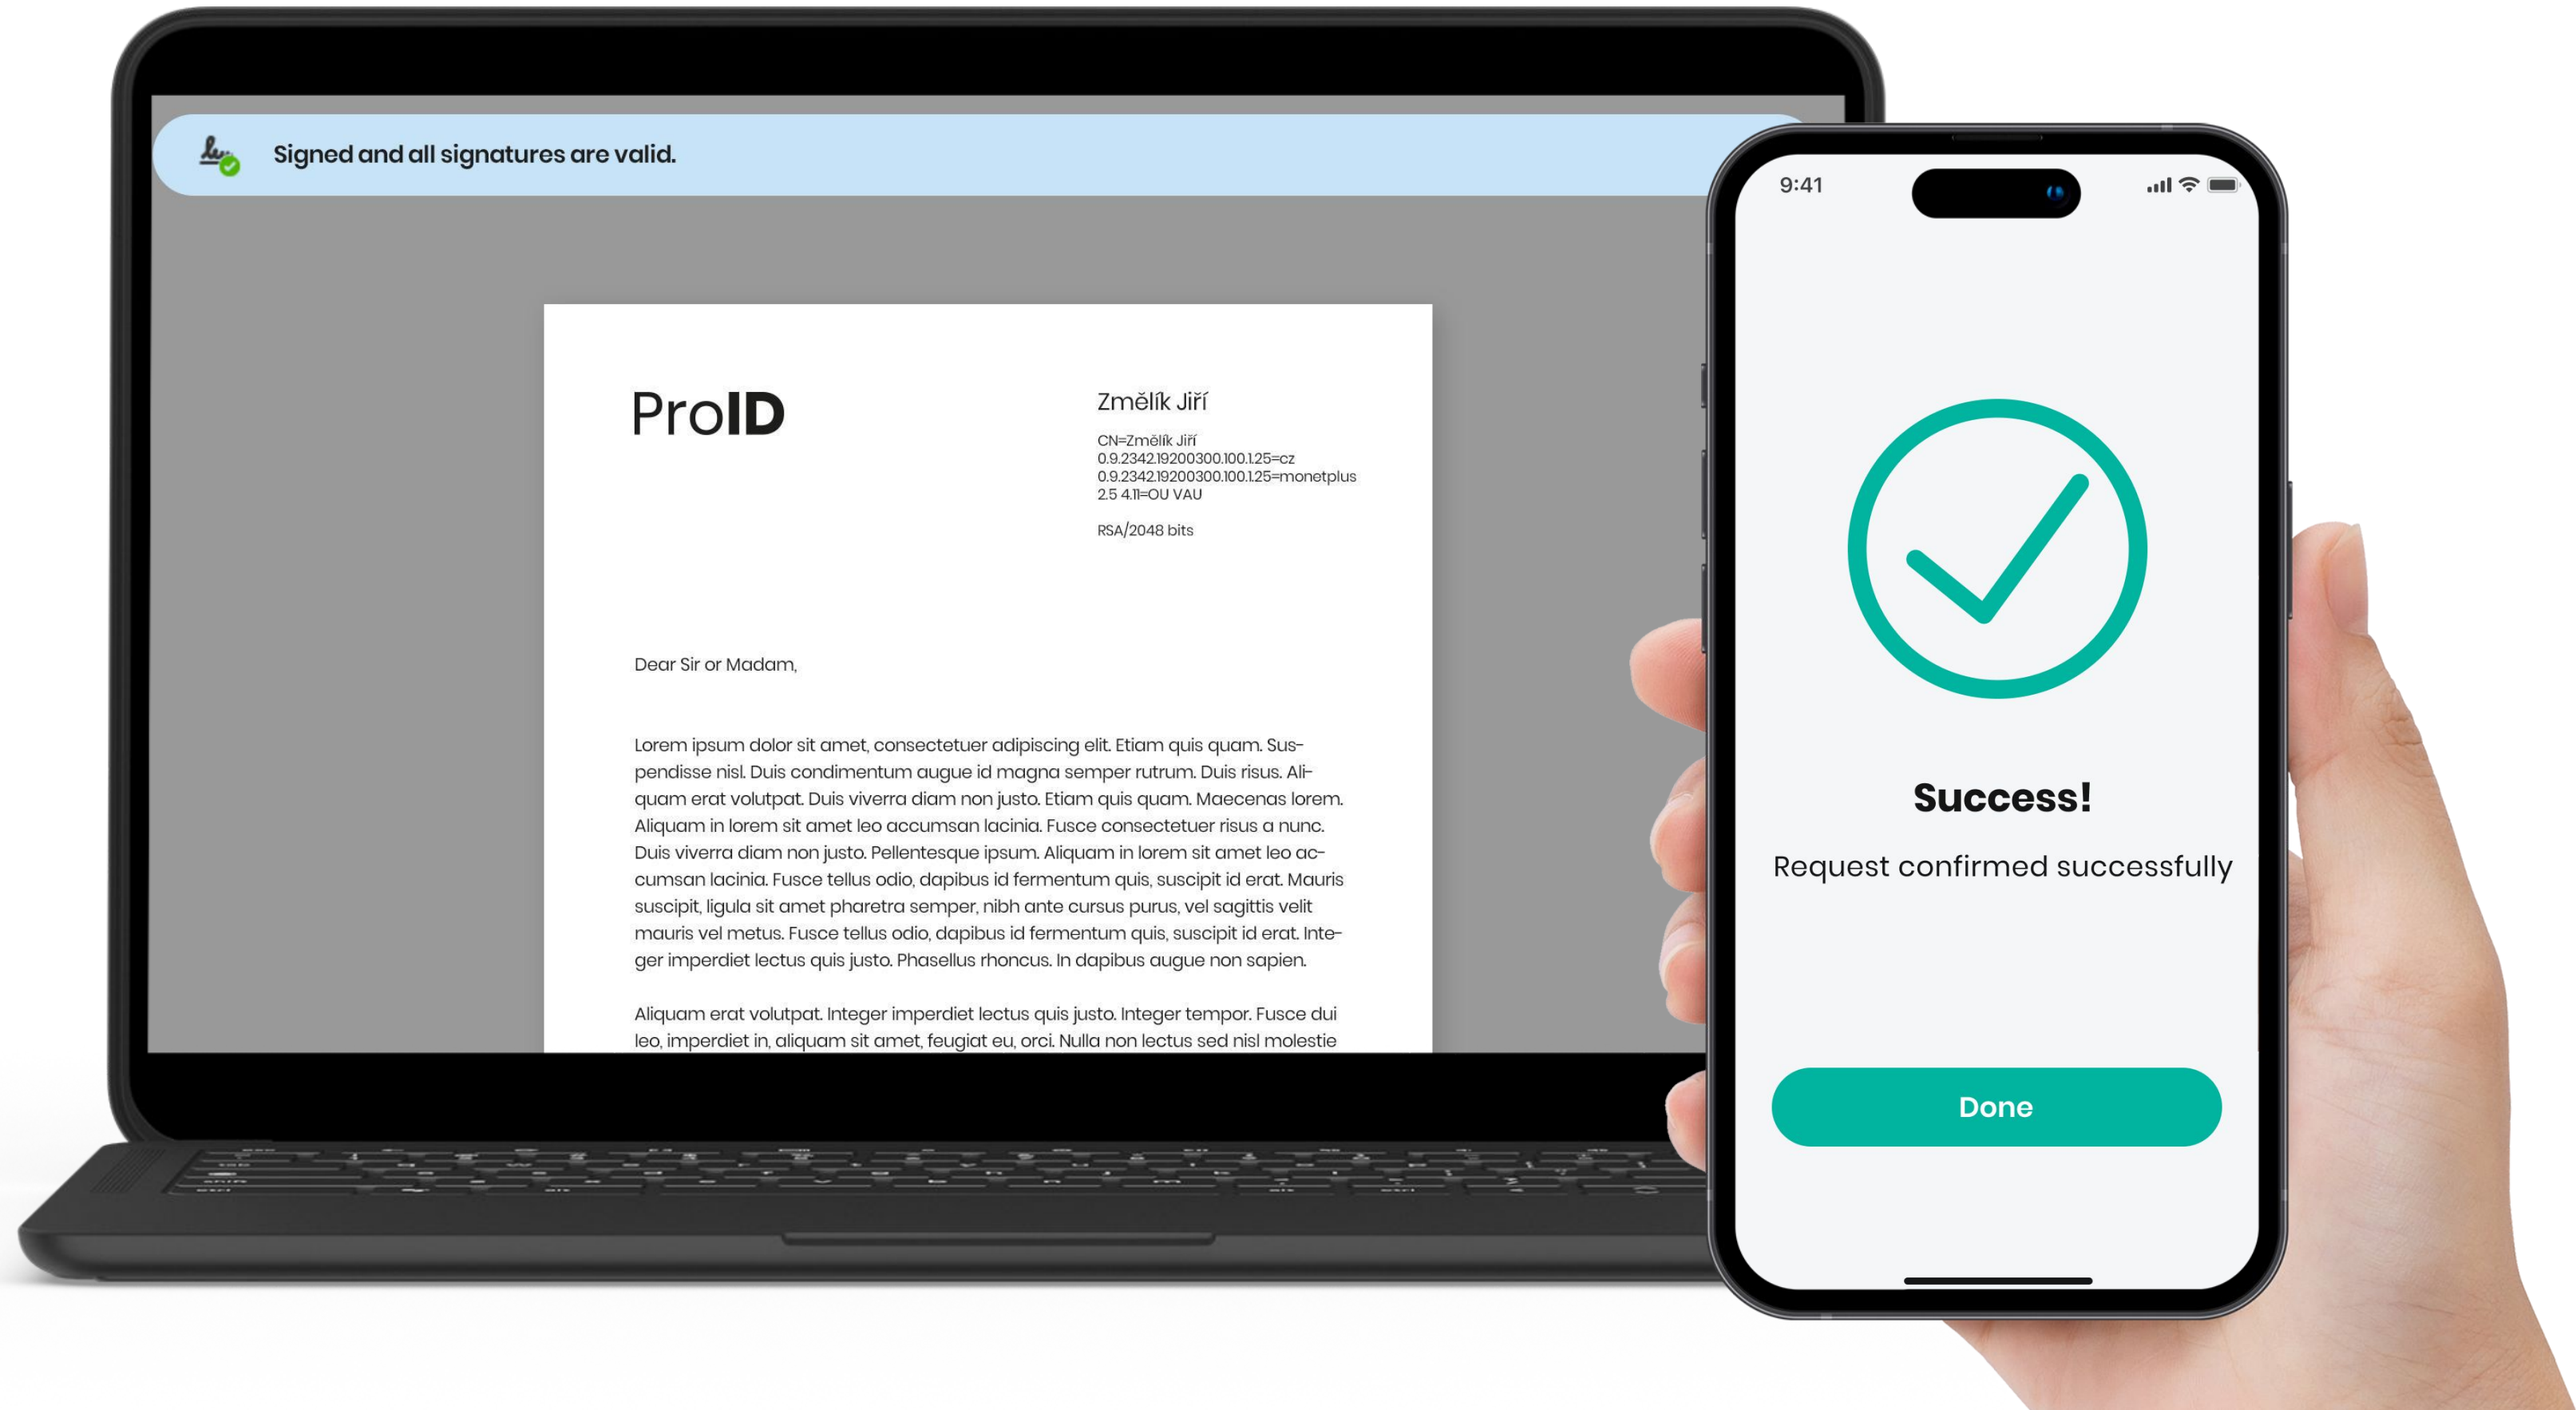 Signed and all signatures are valid.
ProID
Změlík Jiří
CN=Změlík Jiří
0.9.2342.19200300.100.1.25=cz
0.9.2342.19200300.100.1.25=monetplus
2.5 4.11=OU VAU
RSA/2048 bits
Dear Sir or Madam,
Lorem ipsum dolor sit amet, consectetuer adipiscing elit. Etiam quis quam. Sus-
pendisse nisl. Duis condimentum augue id magna semper rutrum. Duis risus. Ali-
quam erat volutpat. Duis viverra diam non justo. Etiam quis quam. Maecenas lorem.
Aliquam in lorem sit amet leo accumsan lacinia. Fusce consectetuer risus a nunc.
Duis viverra diam non justo. Pellentesque ipsum. Aliquam in lorem sit amet leo ac-
cumsan lacinia. Fusce tellus odio, dapibus id fermentum quis, suscipit id erat. Mauris
suscipit, ligula sit amet pharetra semper, nibh ante cursus purus, vel sagittis velit
mauris vel metus. Fusce tellus odio, dapibus id fermentum quis, suscipit id erat. Inte-
ger imperdiet lectus quis justo. Phasellus rhoncus. In dapibus augue non sapien.
Aliquam erat volutpat. Integer imperdiet lectus quis justo. Integer tempor. Fusce dui
leo, imperdiet in, aliquam sit amet, feugiat eu, orci. Nulla non lectus sed nisl molestie
9:41
Success!
Request confirmed successfully
Done